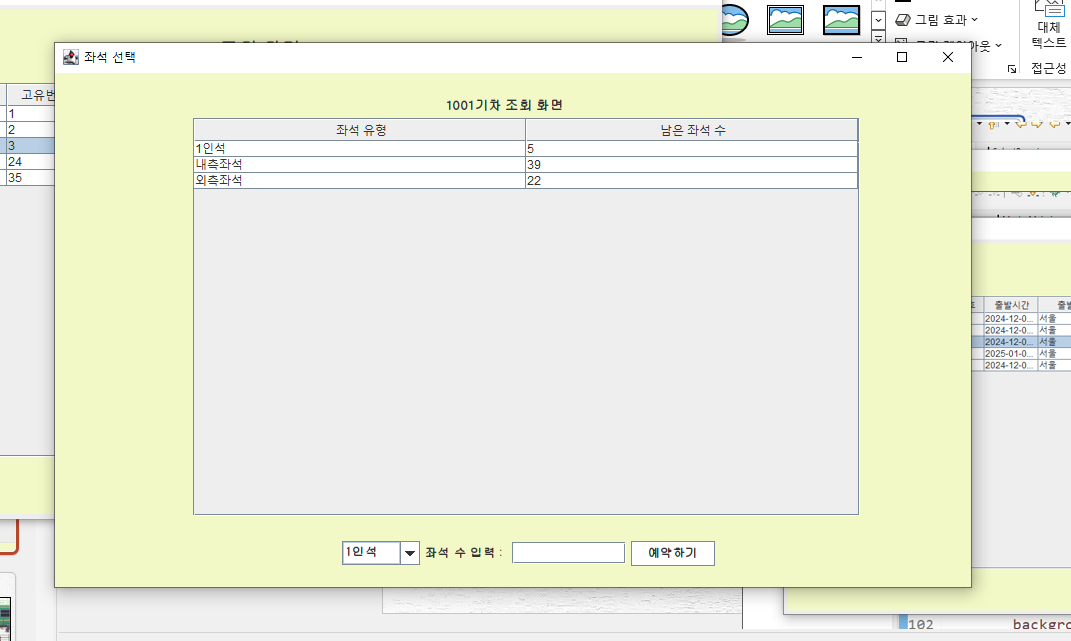 그림 효과
대체
텍스트
접근성
좌석 선택
고유번
1
2
3
24
35
1001기차 조회 화면
좌석 유형 남은 좌석 수
1인석 5
내측좌석 39
외측좌석 22
출발시간 출발
2024-12-0... 서울
2024-12-0... 서울
2024-12-0... 서울
2025-01-0... 서울
2024-12-0... 서울
1인석 좌석 수 입력 : 예약하기
102 backgro